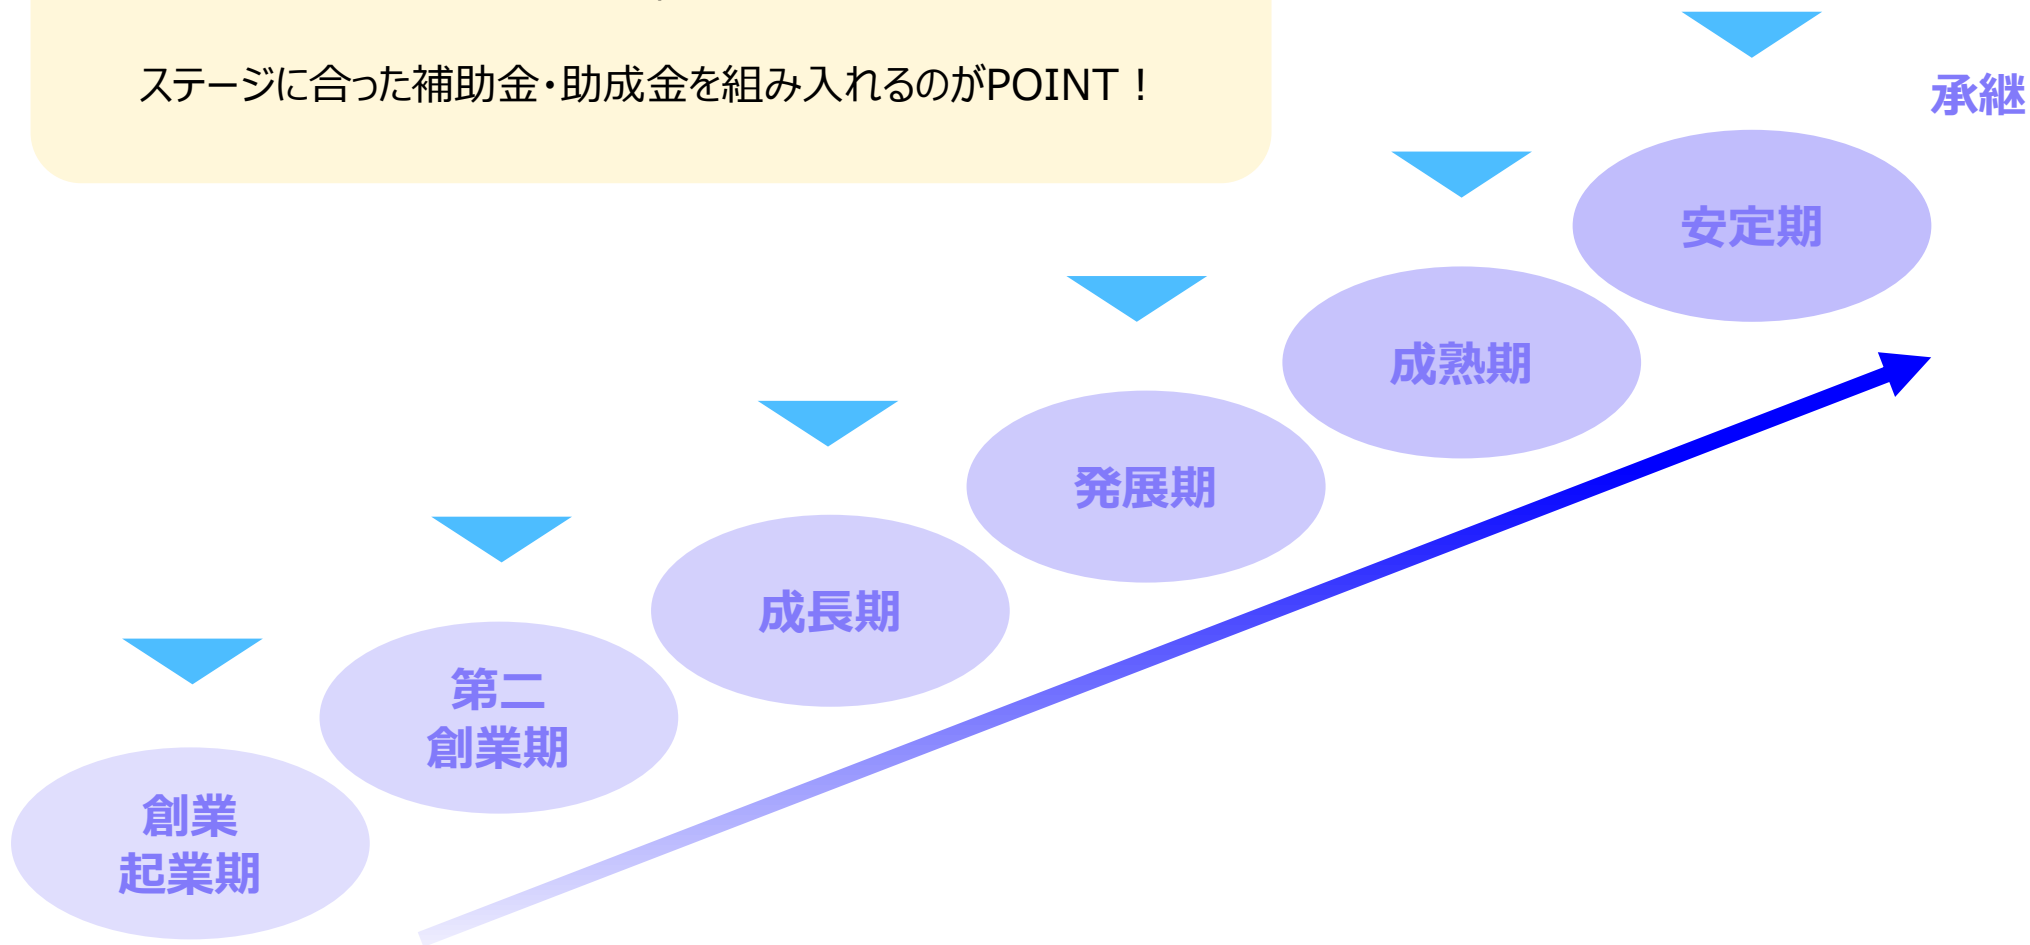 ステージに合った補助金・助成金を組み入れるのがPOINT！
承継
安定期
成熟期
発展期
成長期
第二
創業期
創業
起業期